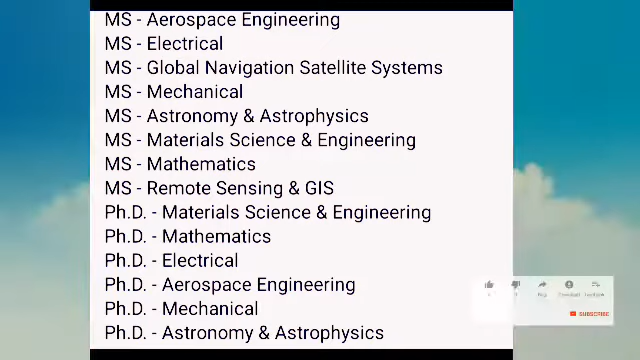 MS - Aerospace Engineering
MS - Electrical
MS - Global Navigation Satellite Systems
MS - Mechanical
MS - Astronomy & Astrophysics
MS - Materials Science & Engineering
MS - Mathematics
MS - Remote Sensing & GIS
Ph.D. - Materials Science & Engineering
Ph.D. - Mathematics
Ph.D. - Electrical
Ph.D. - Aerospace Engineering
Ph.D. - Mechanical
Ph.D. - Astronomy & Astrophysics
Download
SUBSCRIBE